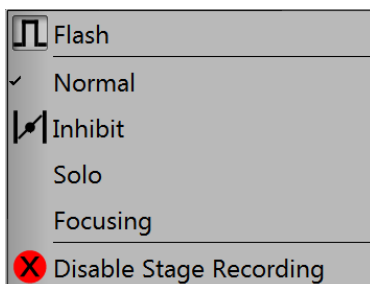 Flash
Normal
Inhibit
Solo
Focusing
Disable Stage Recording